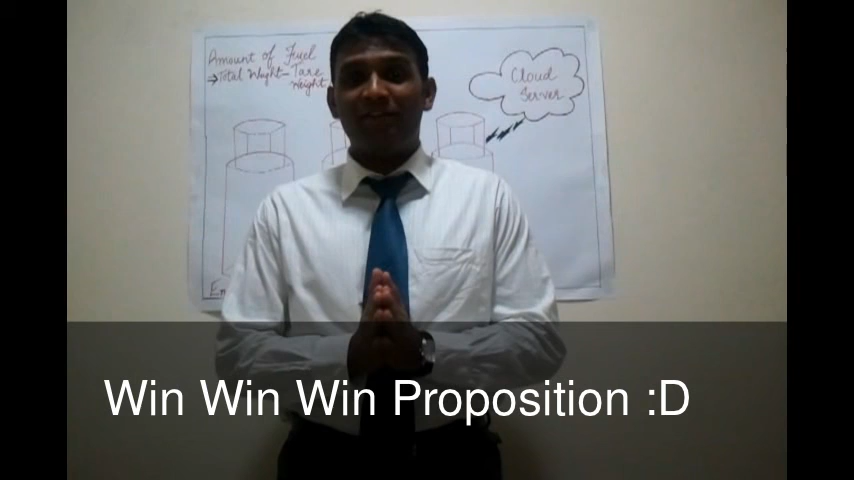 Amount of Fuel
⇒ Total Weight - Tare
Weight
Cloud
Server
Win Win Win Proposition :D